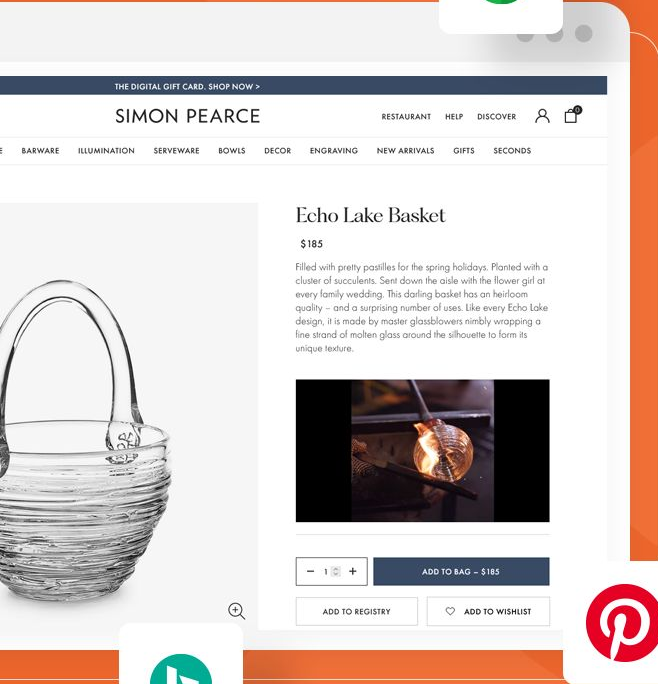 THE DIGITAL GIFT CARD. SHOP NOW >
SIMON PEARCE
RESTAURANT HELP DISCOVER
0
BARWARE ILLUMINATION SERVEWARE BOWLS DECOR ENGRAVING NEW ARRIVALS GIFTS SECONDS
Echo Lake Basket
$185
Filled with pretty pastilles for the spring holidays. Planted with a
cluster of succulents. Sent down the aisle with the flower girl at
every family wedding. This darling basket has an heirloom
quality – and a surprising number of uses. Like every Echo Lake
design, it is made by master glassblowers nimbly wrapping a
fine strand of molten glass around the silhouette to form its
unique texture.
− 1 +
ADD TO BAG – $185
ADD TO REGISTRY
ADD TO WISHLIST